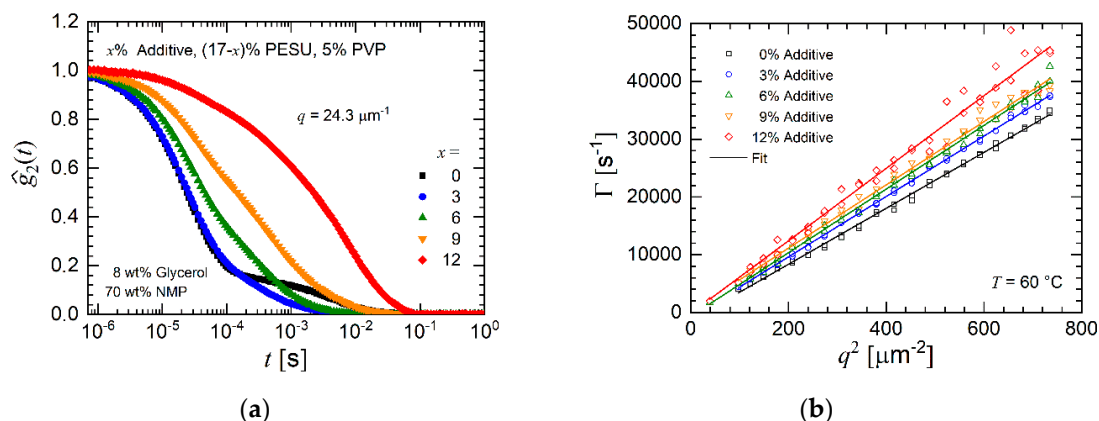 1.2
1.0
0.8
0.6
0.4
0.2
0.0
ĝ₂(t)
x% Additive, (17-x)% PESU, 5% PVP
q = 24.3 μm⁻¹
x =
0
3
6
9
12
8 wt% Glycerol
70 wt% NMP
10⁻⁶ 10⁻⁵ 10⁻⁴ 10⁻³ 10⁻² 10⁻¹ 10⁰
t [s]
(a)
50000
40000
30000
20000
10000
0
Γ [s⁻¹]
0% Additive
3% Additive
6% Additive
9% Additive
12% Additive
Fit
T = 60 °C
0 200 400 600 800
q² [μm⁻²]
(b)